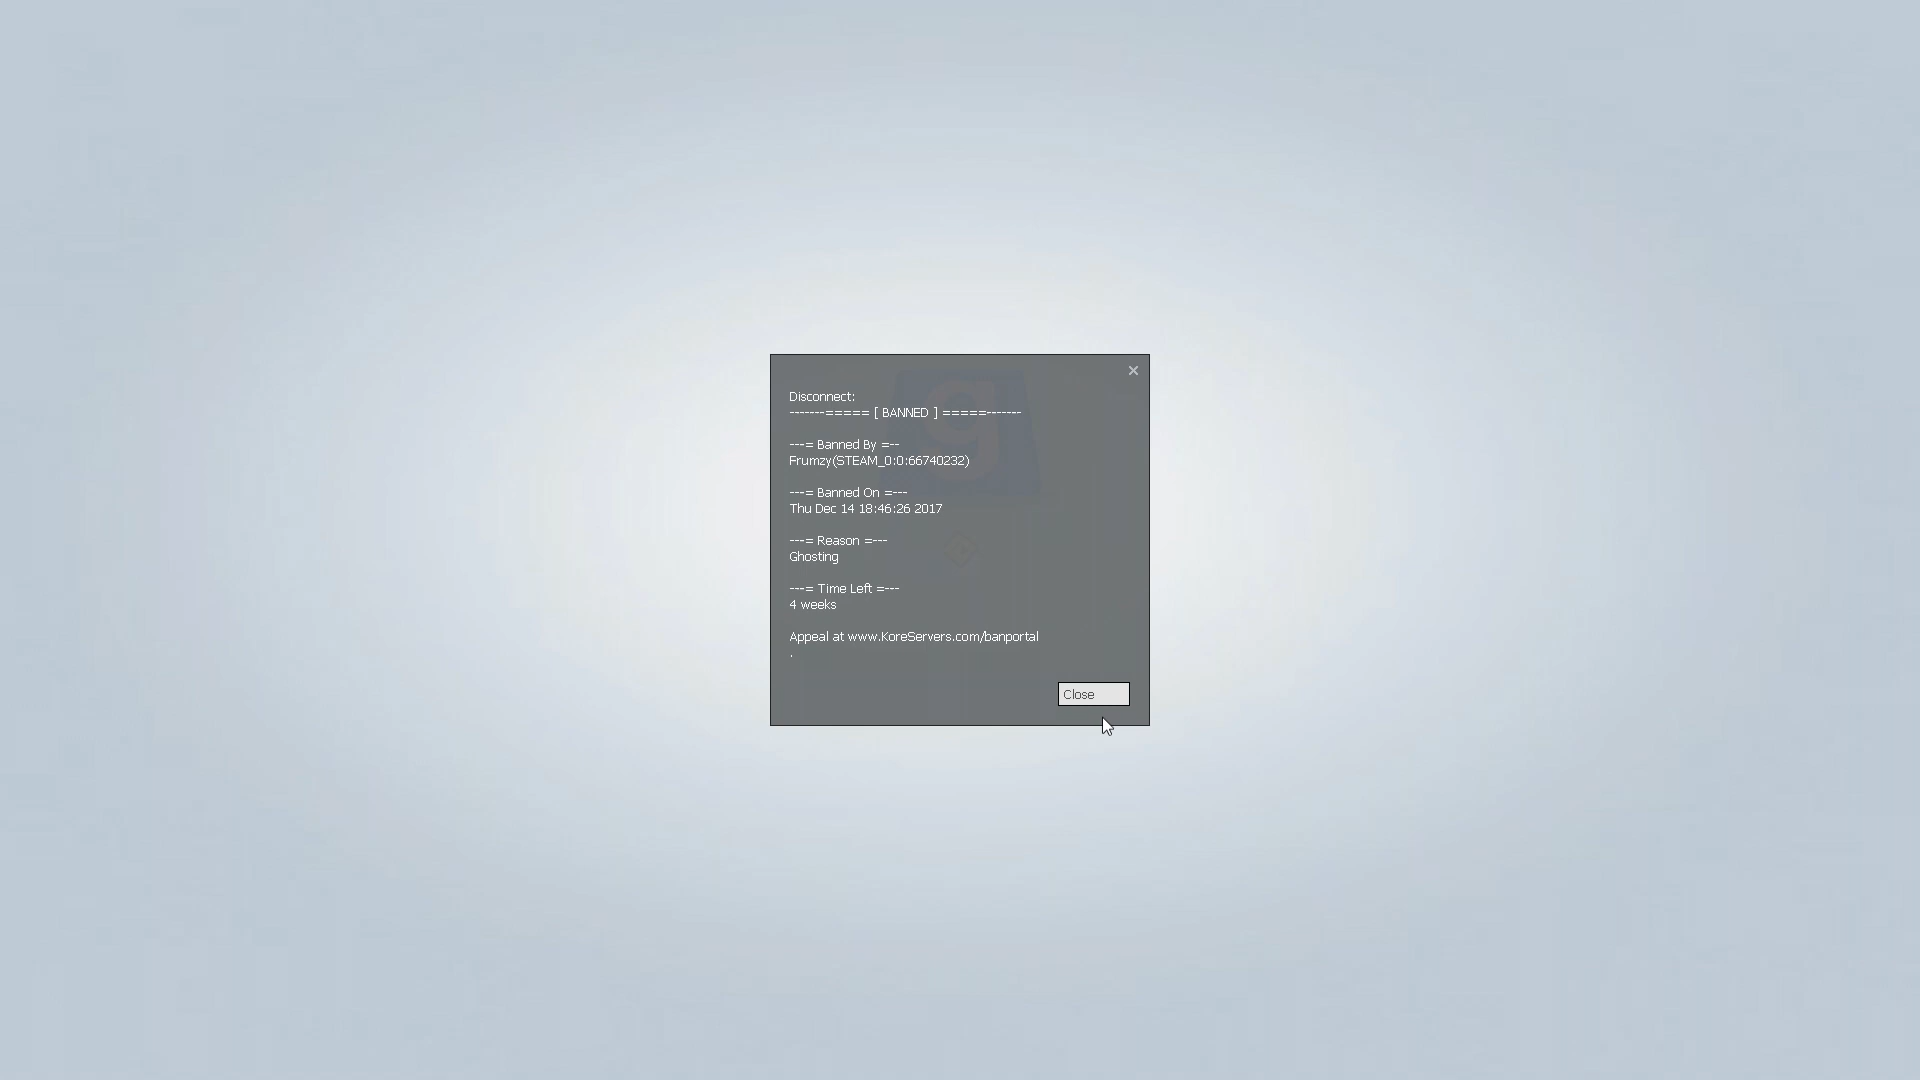 Disconnect:
-------===== [ BANNED ] =====-------
---= Banned By =--
Frumzy(STEAM_0:0:66740232)
---= Banned On =---
Thu Dec 14 18:46:26 2017
---= Reason =---
Ghosting
---= Time Left =---
4 weeks
Appeal at www.KoreServers.com/banportal
.
Close